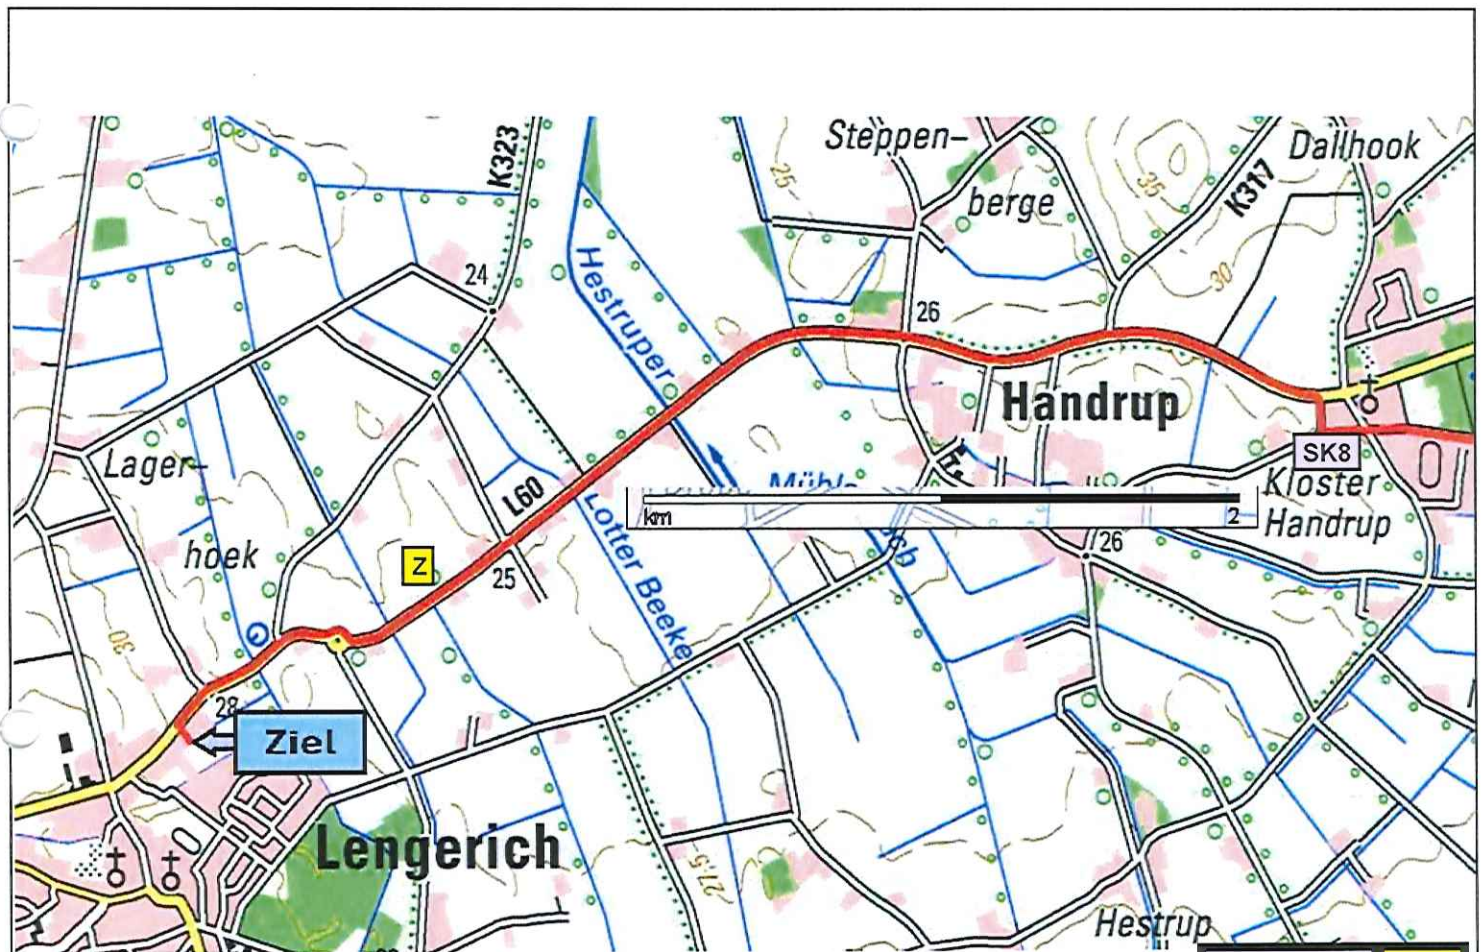 Steppen-
berge
Dallhook
K323
K317
25
35
30
24
Hestruper
26
Handrup
SK8
Kloster
Handrup
Lager-
hoek
L60
Z
25
Lotter Beeke
km
2
26
30
28
Ziel
Lengerich
27,5
Hestrup